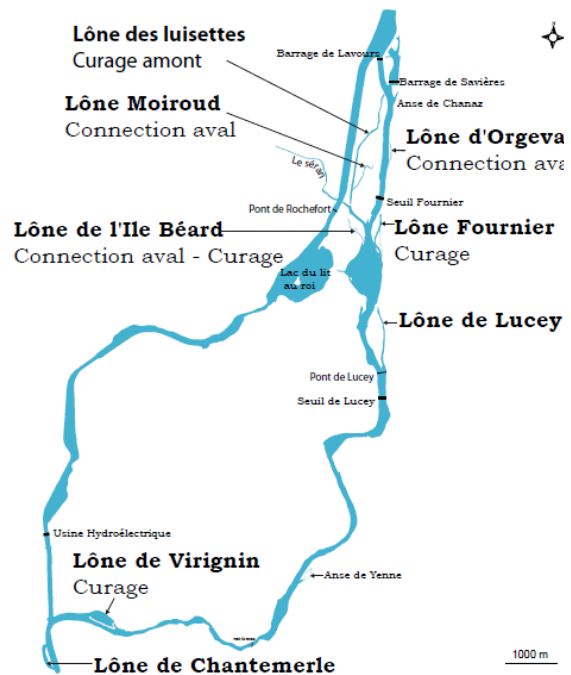 Lône des luisettes
Curage amont
Barrage de Lavours
Barrage de Savières
Anse de Chanaz
Lône Moiroud
Connection aval
Lône d'Orgeva
Connection ava
Le séran
Seuil Fournier
Pont de Rochefort
Lône de l'Ile Béard
Connection aval - Curage
Lône Fournier
Curage
Lac du lit
au roi
Lône de Lucey
Pont de Lucey
Seuil de Lucey
Usine Hydroélectrique
Lône de Virignin
Curage
Anse de Yenne
Lône de Chantemerle
1000 m